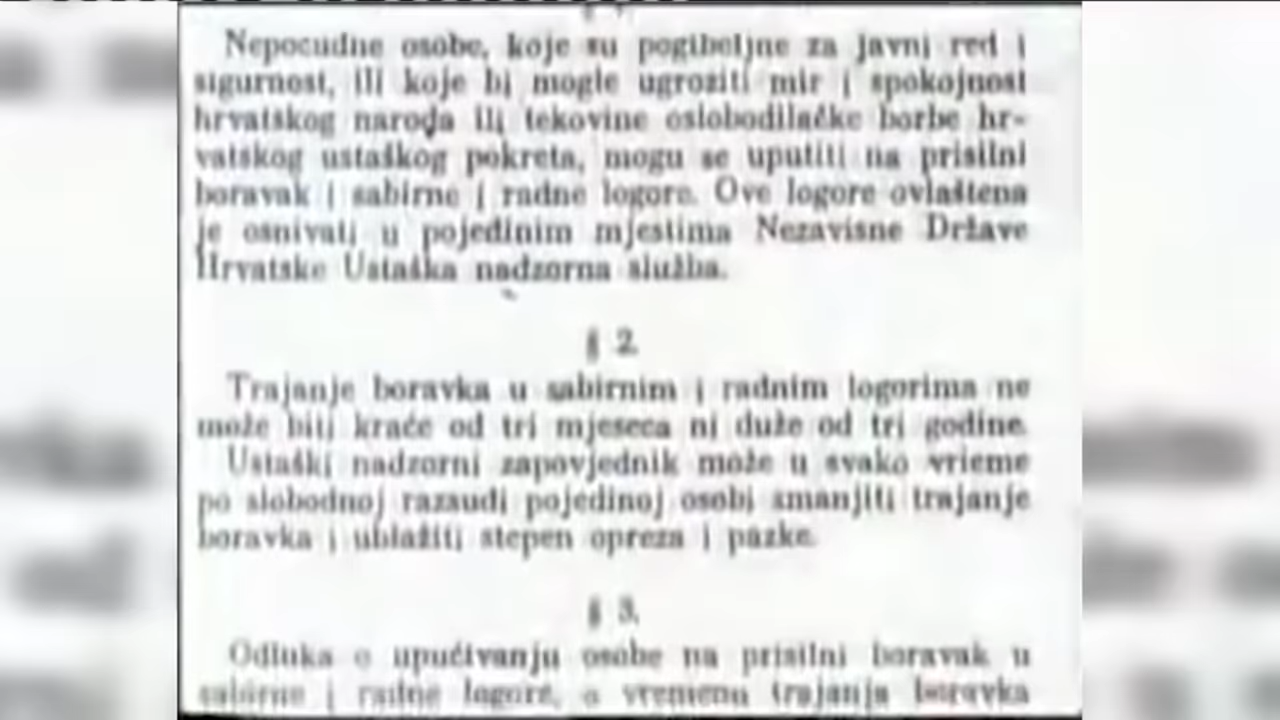 Nepoćudne osobe, koje su pogibeljne za javni red i
sigurnost, ili koje bi mogle ugroziti mir i spokojnost
hrvatskog naroda ili tekovine oslobodilačke borbe hr-
vatskog ustaškog pokreta, mogu se uputiti na prisilni
boravak i sabirne i radne logore. Ove logore ovlaštena
je osnivati u pojedinim mjestima Nezavisne Države
Hrvatske Ustaška nadzorna služba.
§ 2.
Trajanje boravka u sabirnim i radnim logorima ne
može biti kraće od tri mjeseca ni duže od tri godine.
Ustaški nadzorni zapovjednik može u svako vrieme
po slobodnoj razsudi pojedinoj osobi smanjiti trajanje
boravka i ublažiti stepen opreza i pazke.
§ 3.
Odluka o upućivanju osobe na prisilni boravak u
sabirne i radne logore, o vremenu trajanja boravka